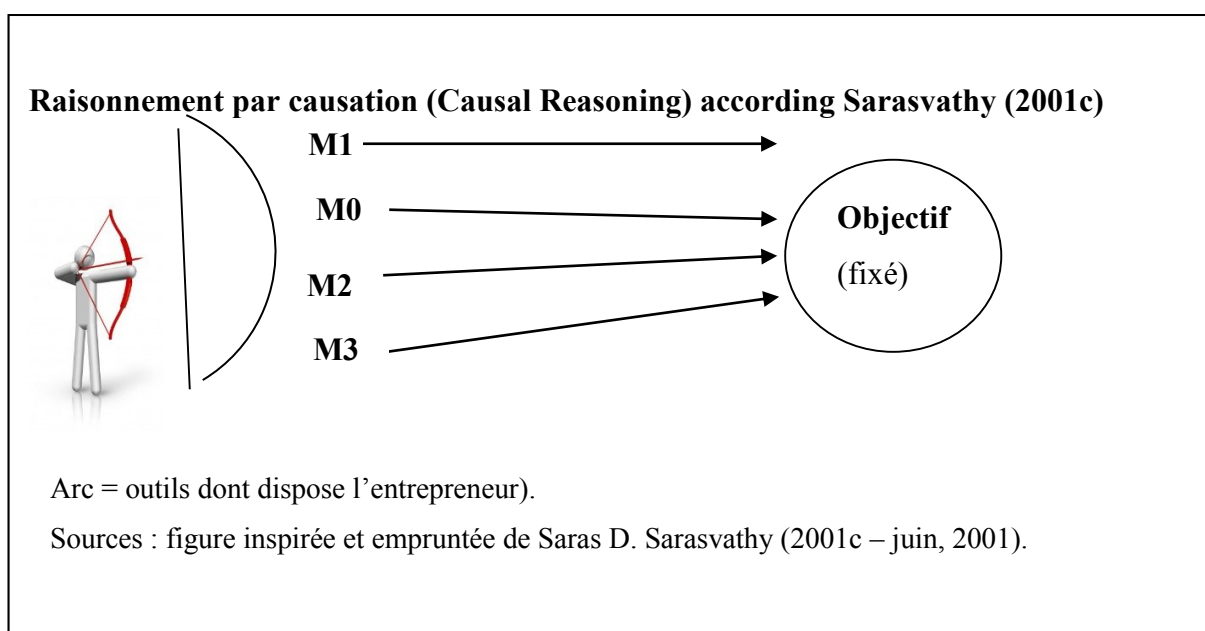 Raisonnement par causation (Causal Reasoning) according Sarasvathy (2001c)
M1
M0
M2
M3
Objectif
(fixé)
Arc = outils dont dispose l’entrepreneur).
Sources : figure inspirée et empruntée de Saras D. Sarasvathy (2001c – juin, 2001).